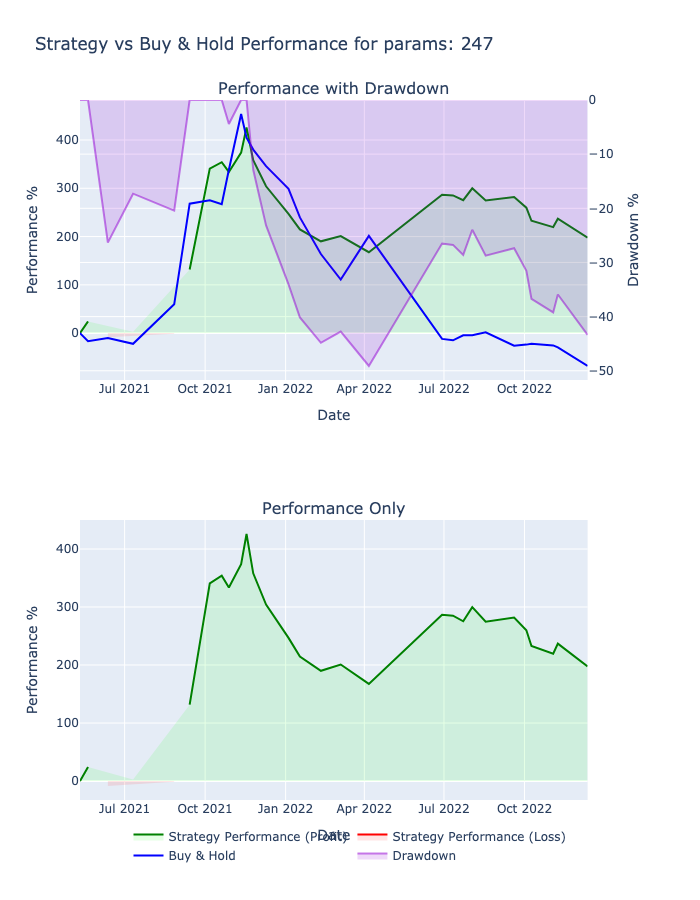 Strategy vs Buy & Hold Performance for params: 247
Performance with Drawdown
400
300
200
100
0
Performance %
0
−10
−20
−30
−40
−50
Drawdown %
Jul 2021 Oct 2021 Jan 2022 Apr 2022 Jul 2022 Oct 2022
Date
Performance Only
400
300
200
100
0
Performance %
Jul 2021 Oct 2021 Jan 2022 Apr 2022 Jul 2022 Oct 2022
Date
Strategy Performance (Profit) Strategy Performance (Loss)
Buy & Hold Drawdown